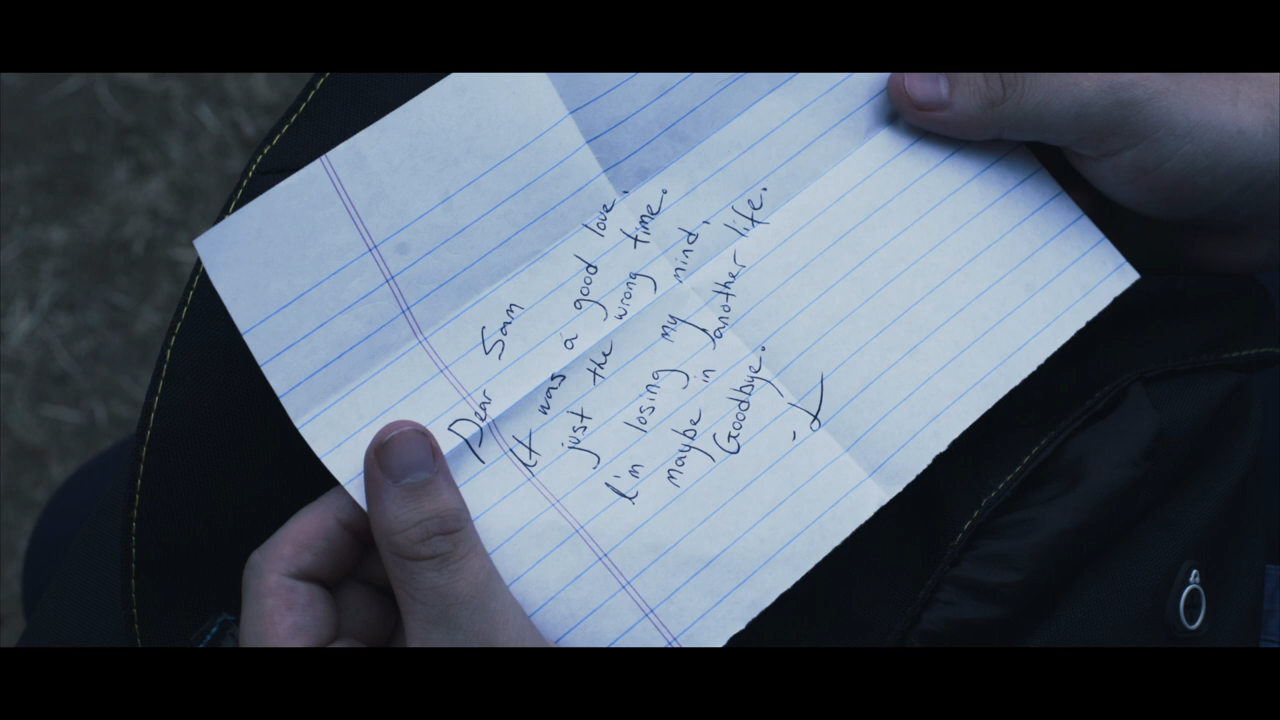 Dear Sam
It was a good love,
just the wrong time.
I'm losing my mind,
maybe in another life.
Goodbye.
-L